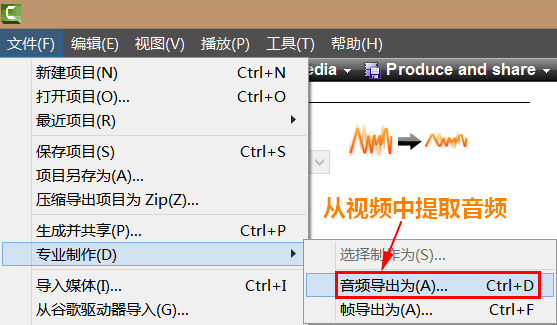 文件(F) 编辑(E) 视图(V) 播放(P) 工具(T) 帮助(H)
新建项目(N) Ctrl+N
edia Produce and share
打开项目(O)... Ctrl+O
最近项目(R)
保存项目(S) Ctrl+S
项目另存为(A)...
压缩导出项目为 Zip(Z)...
从视频中提取音频
生成并共享(P)... Ctrl+P
专业制作(D)
选择制作为(S)...
导入媒体(I)... Ctrl+I
音频导出为(A)... Ctrl+D
从谷歌驱动器导入(G)...
帧导出为(A)... Ctrl+F